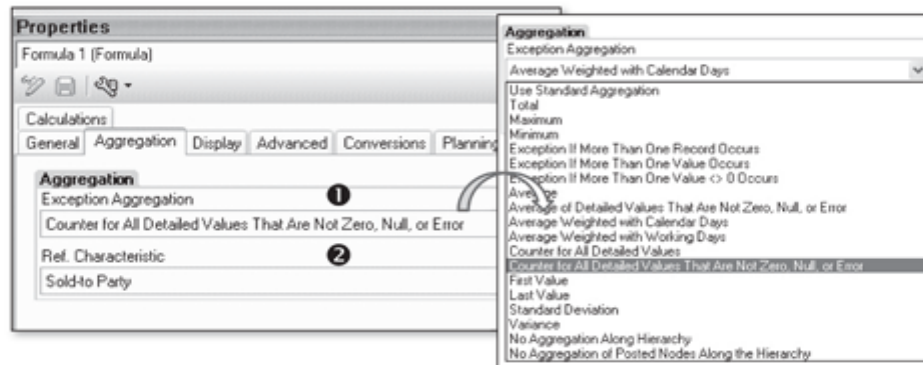 Properties
Formula 1 (Formula)
Calculations
General Aggregation Display Advanced Conversions Planning
Aggregation
Exception Aggregation ❶
Counter for All Detailed Values That Are Not Zero, Null, or Error
Ref. Characteristic ❷
Sold-to Party
Aggregation
Exception Aggregation
Average Weighted with Calendar Days
Use Standard Aggregation
Total
Maximum
Minimum
Exception If More Than One Record Occurs
Exception If More Than One Value Occurs
Exception If More Than One Value <> 0 Occurs
Average
Average of Detailed Values That Are Not Zero, Null, or Error
Average Weighted with Calendar Days
Average Weighted with Working Days
Counter for All Detailed Values
Counter for All Detailed Values That Are Not Zero, Null, or Error
First Value
Last Value
Standard Deviation
Variance
No Aggregation Along Hierarchy
No Aggregation of Posted Nodes Along the Hierarchy